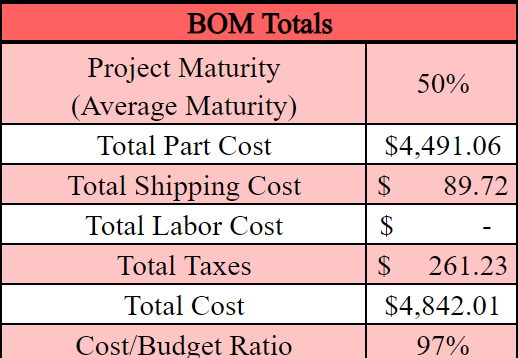 BOM Totals
Project Maturity
(Average Maturity)
50%
Total Part Cost $4,491.06
Total Shipping Cost $ 89.72
Total Labor Cost $ -
Total Taxes $ 261.23
Total Cost $4,842.01
Cost/Budget Ratio 97%